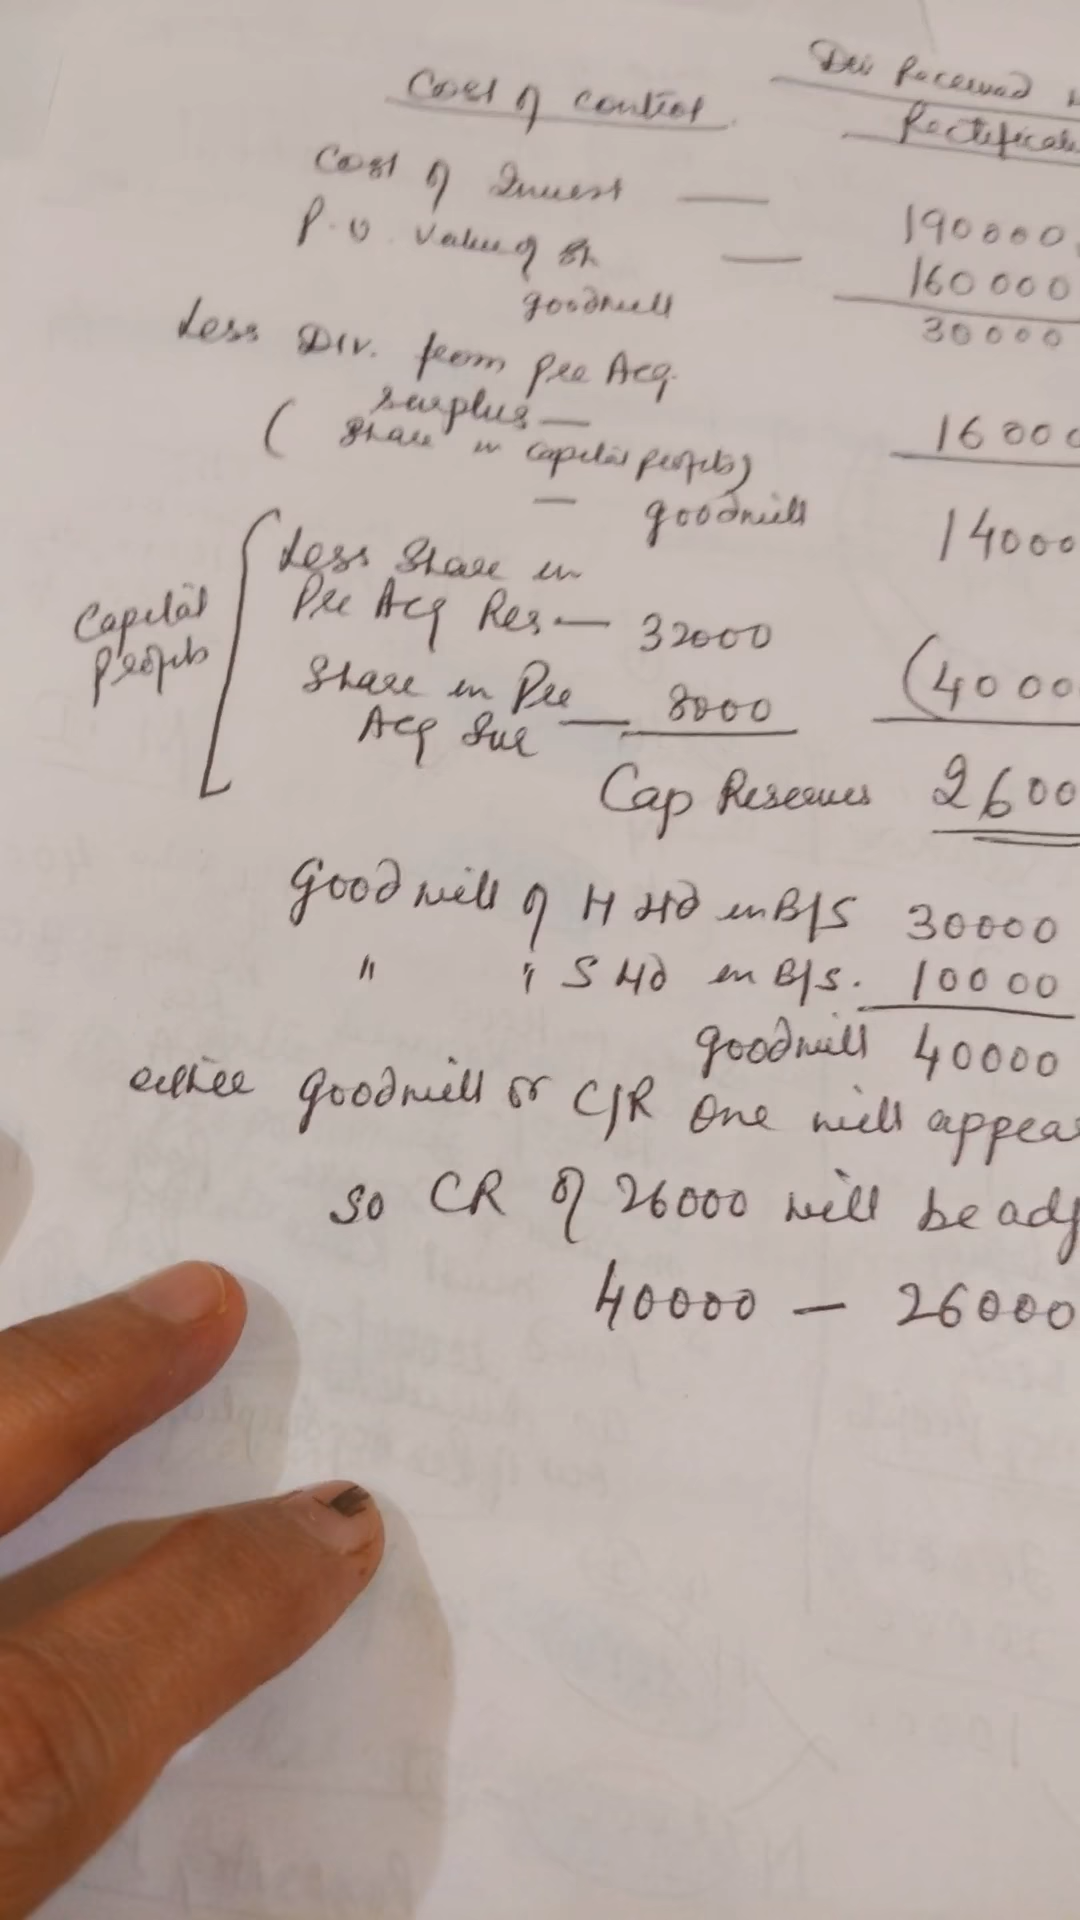 Cost of control
Div Received
Rectificati
Cost of Invest — 190000
P.U. Value of Sh — 160000
goodwill 30000
Less Div. from Pre Acq.
surplus — 16000
( Share in capital profits)
— goodwill 14000
Capital Profits
Less Share in
Pre Acq Res — 32000
Share in Pre
Acq Sur — 8000 (4000
Cap Reserves 2600
Goodwill of H Ltd in B/S 30000
" " S Ltd in B/S. 10000
goodwill 40000
either goodwill or C/R One will appea
so CR of 26000 will be adj
40000 — 26000